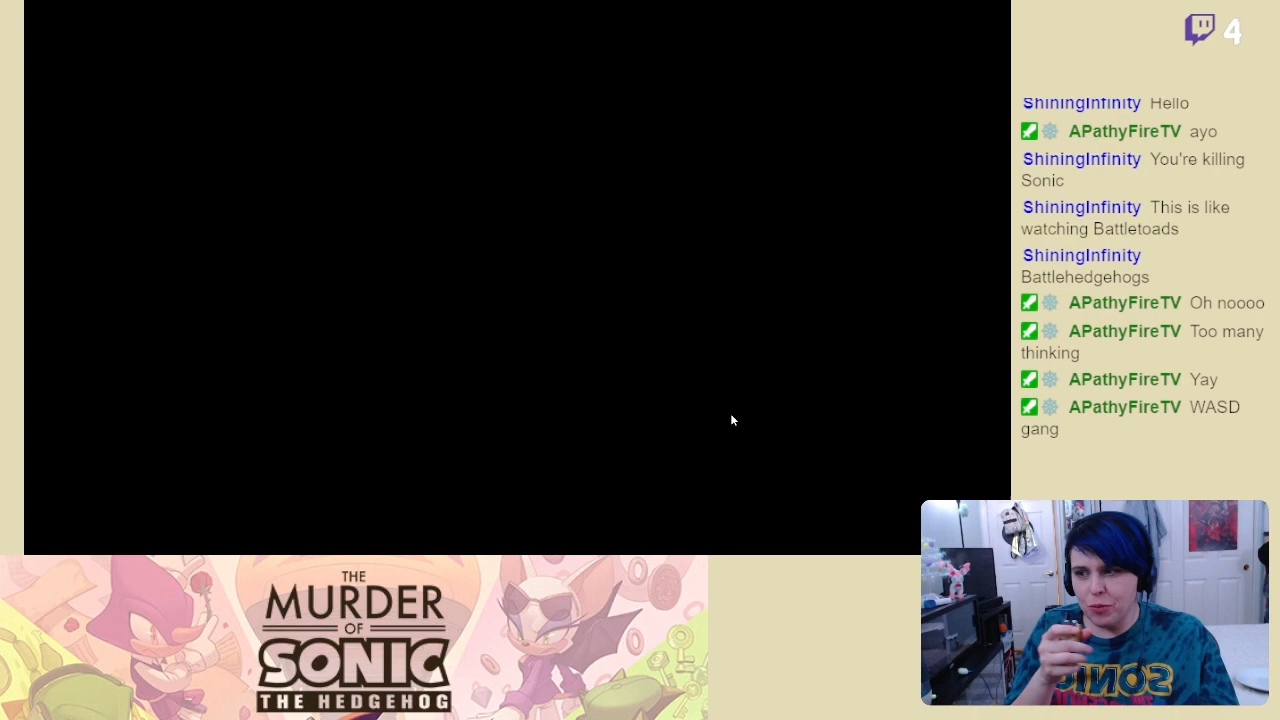 4
ShiningInfinity Hello
APathyFireTV ayo
ShiningInfinity You're killing
Sonic
ShiningInfinity This is like
watching Battletoads
ShiningInfinity
Battlehedgehogs
APathyFireTV Oh noooo
APathyFireTV Too many
thinking
APathyFireTV Yay
APathyFireTV WASD
gang
THE
MURDER
OF
SONIC
THE HEDGEHOG
SONIC